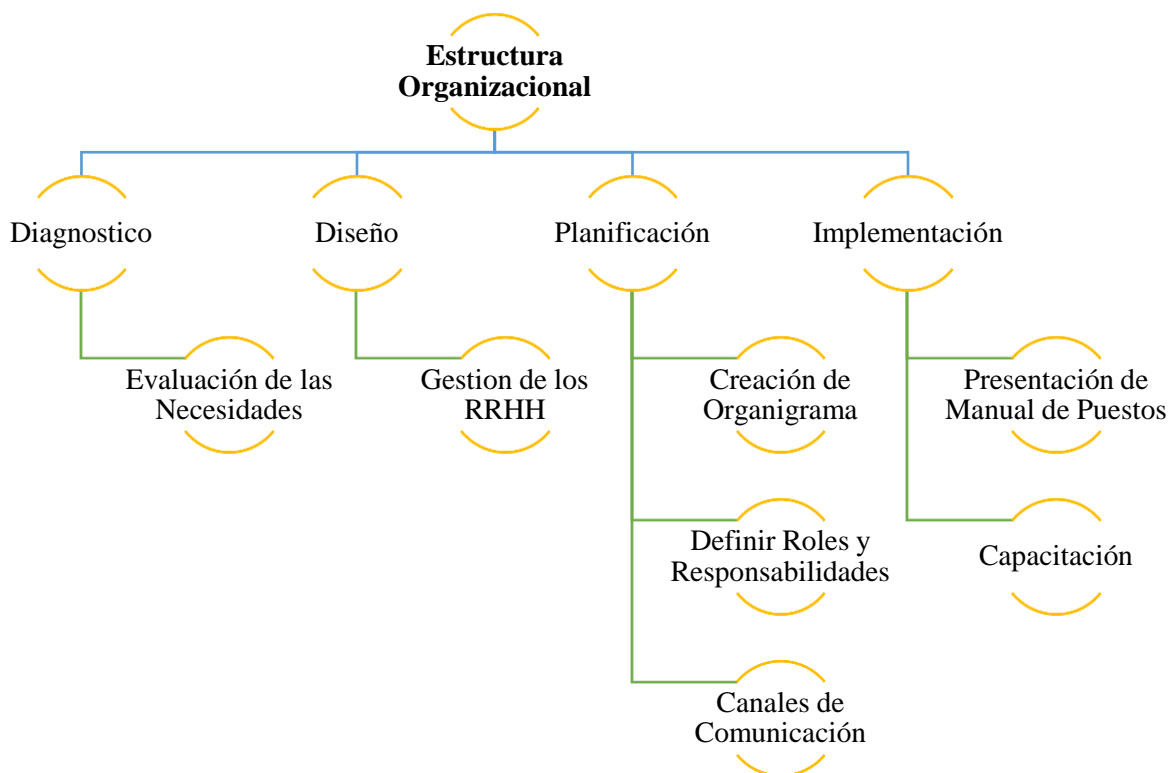 Estructura
Organizacional
Diagnostico
Diseño
Planificación
Implementación
Evaluación de las
Necesidades
Gestion de los
RRHH
Creación de
Organigrama
Presentación de
Manual de Puestos
Definir Roles y
Responsabilidades
Capacitación
Canales de
Comunicación